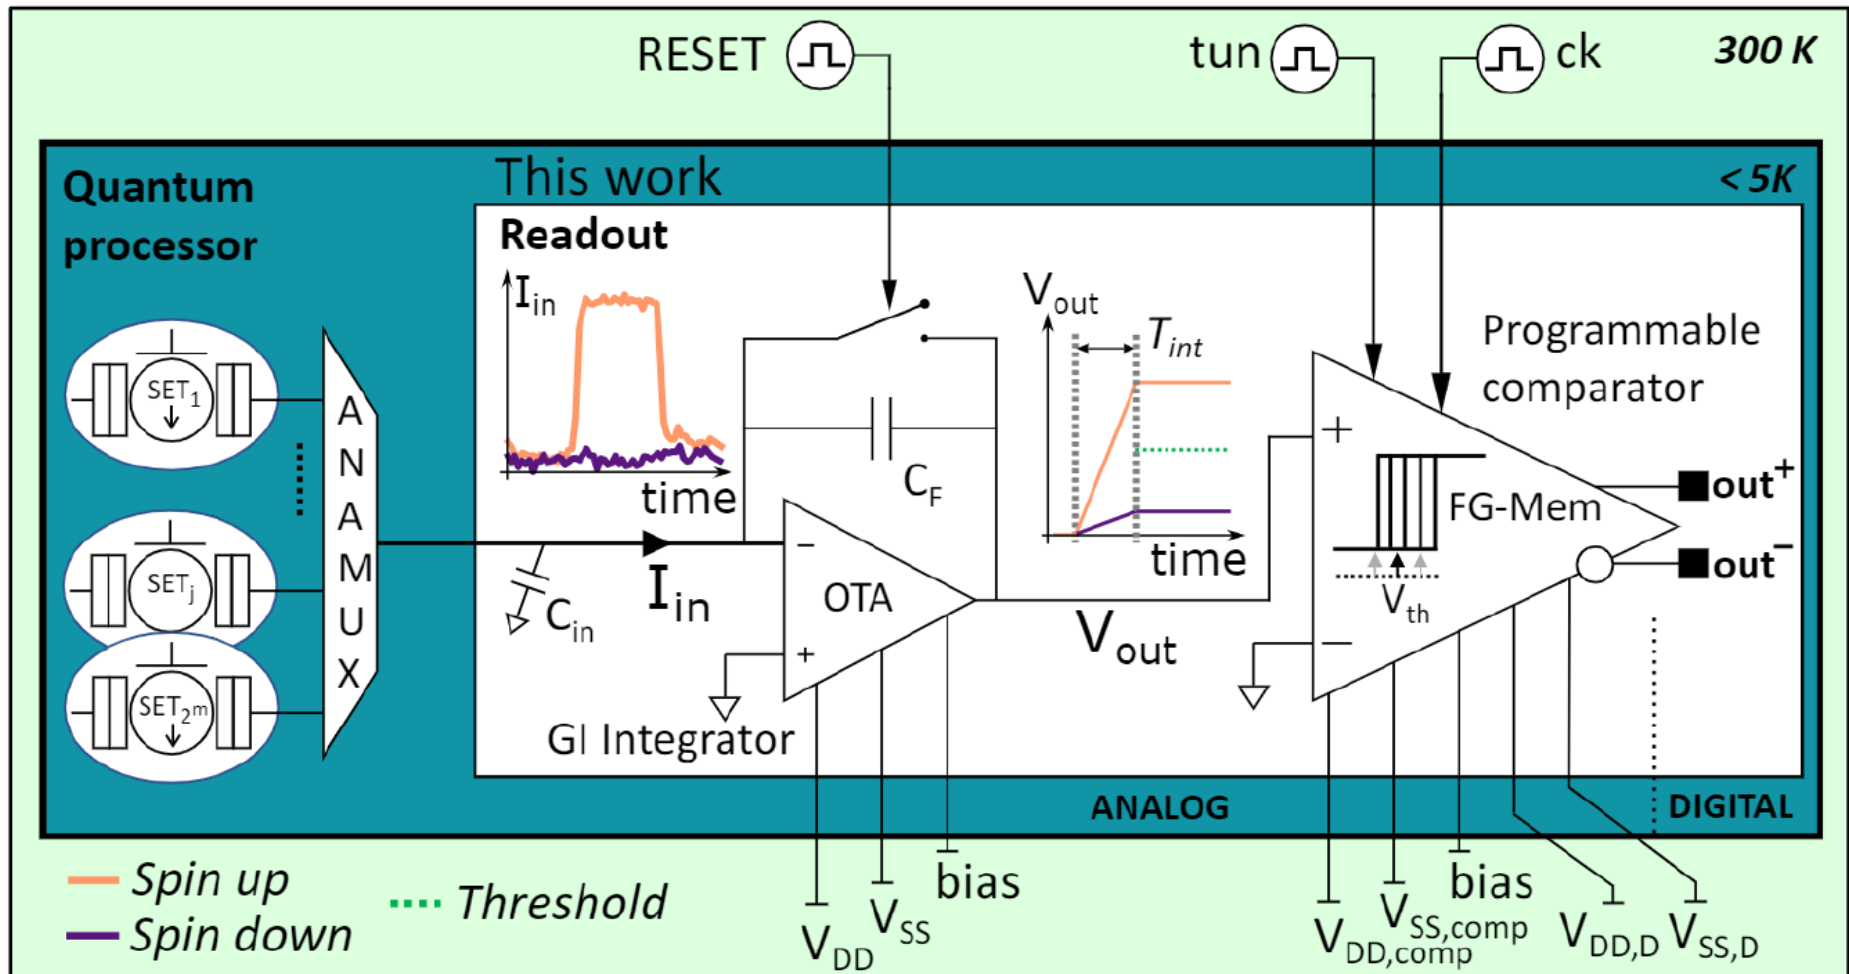 RESET
tun
ck
300 K
Quantum
processor
This work
< 5K
Readout
I_in
time
V_out
T_int
time
Programmable
comparator
SET_1
SET_j
SET_2^m
A
N
A
M
U
X
C_in
I_in
C_F
−
OTA
+
GI Integrator
V_out
+
−
FG-Mem
V_th
out^+
out^−
ANALOG
DIGITAL
Spin up
Spin down
Threshold
V_DD
V_SS
bias
V_DD,comp
V_SS,comp
bias
V_DD,D
V_SS,D